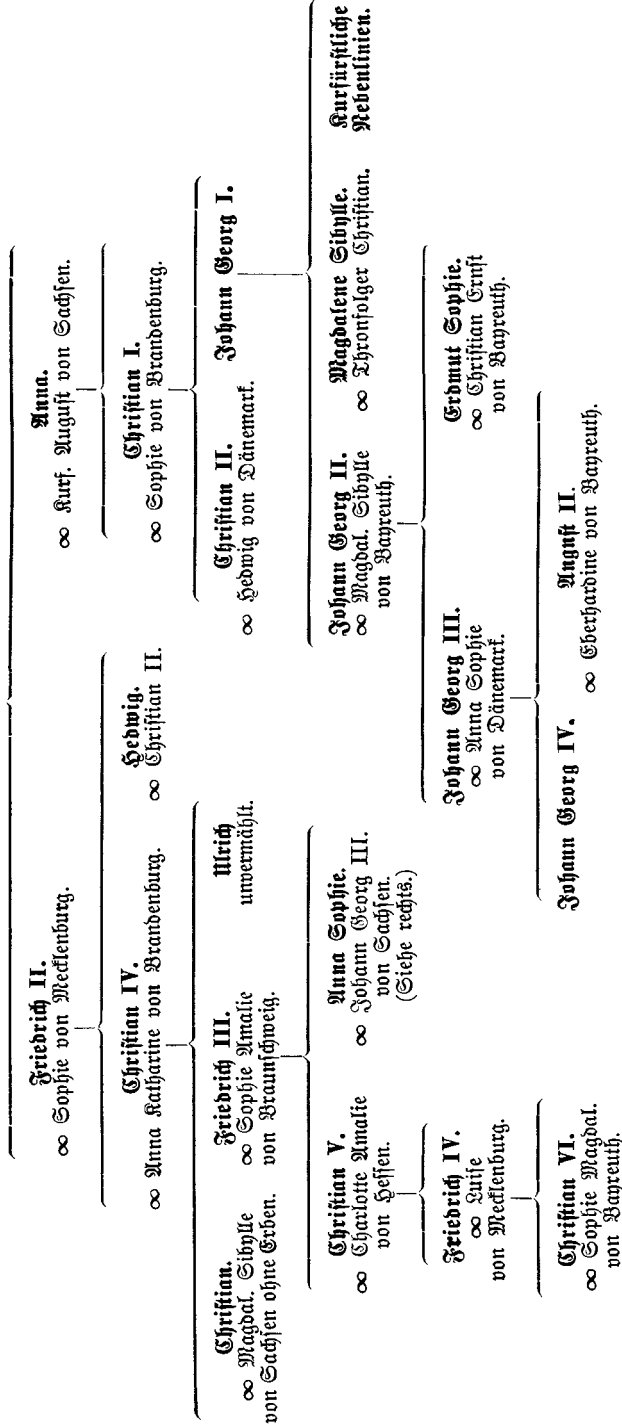 Friedrich II.
∞ Sophie von Mecklenburg.
Anna.
∞ Kurf. August von Sachsen.
Christian IV.
∞ Anna Katharine von Brandenburg.
Hedwig.
∞ Christian II.
Christian I.
∞ Sophie von Brandenburg.
Christian.
∞ Magdal. Sibylle
von Sachsen ohne Erben.
Friedrich III.
∞ Sophie Amalie
von Braunschweig.
Ulrich
unvermählt.
Christian II.
∞ Hedwig von Dänemark.
Johann Georg I.
Christian V.
∞ Charlotte Amalie
von Hessen.
Anna Sophie.
∞ Johann Georg III.
von Sachsen.
(Siehe rechts.)
Johann Georg II.
∞ Magdal. Sibylle
von Bayreuth.
Magdalene Sibylle.
∞ Thronfolger Christian.
Kurfürstliche
Nebenlinien.
Friedrich IV.
∞ Luise
von Mecklenburg.
Johann Georg III.
∞ Anna Sophie
von Dänemark.
Erdmut Sophie.
∞ Christian Ernst
von Bayreuth.
Christian VI.
∞ Sophie Magdal.
von Bayreuth.
Johann Georg IV.
August II.
∞ Eberhardine von Bayreuth.